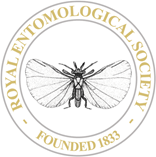 ROYAL ENTOMOLOGICAL SOCIETY
- FOUNDED 1833 -